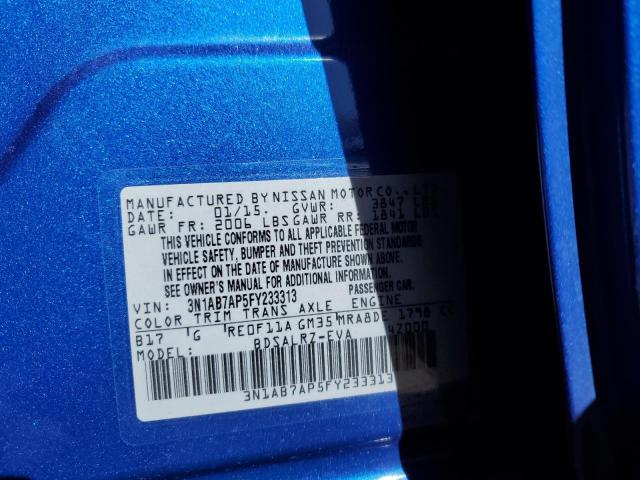 MANUFACTURED BY NISSAN MOTOR CO., LTD.
DATE: 01/15. GVWR: 3847 LBS
GAWR FR: 2006 LBS GAWR RR: 1841 LBS
THIS VEHICLE CONFORMS TO ALL APPLICABLE FEDERAL MOTOR
VEHICLE SAFETY, BUMPER AND THEFT PREVENTION STANDARDS
IN EFFECT ON THE DATE OF MANUFACTURE SHOWN ABOVE.
SEE OWNER'S MANUAL FOR ADDITIONAL INFORMATION.
VIN: 3N1AB7AP5FY233313 PASSENGER CAR.
COLOR TRIM TRANS AXLE ENGINE
B17 G RE0F11A GM35 MRA8DE 1798 CC
MODEL: BDSALRZ-EVA 4Z000
3N1AB7AP5FY233313